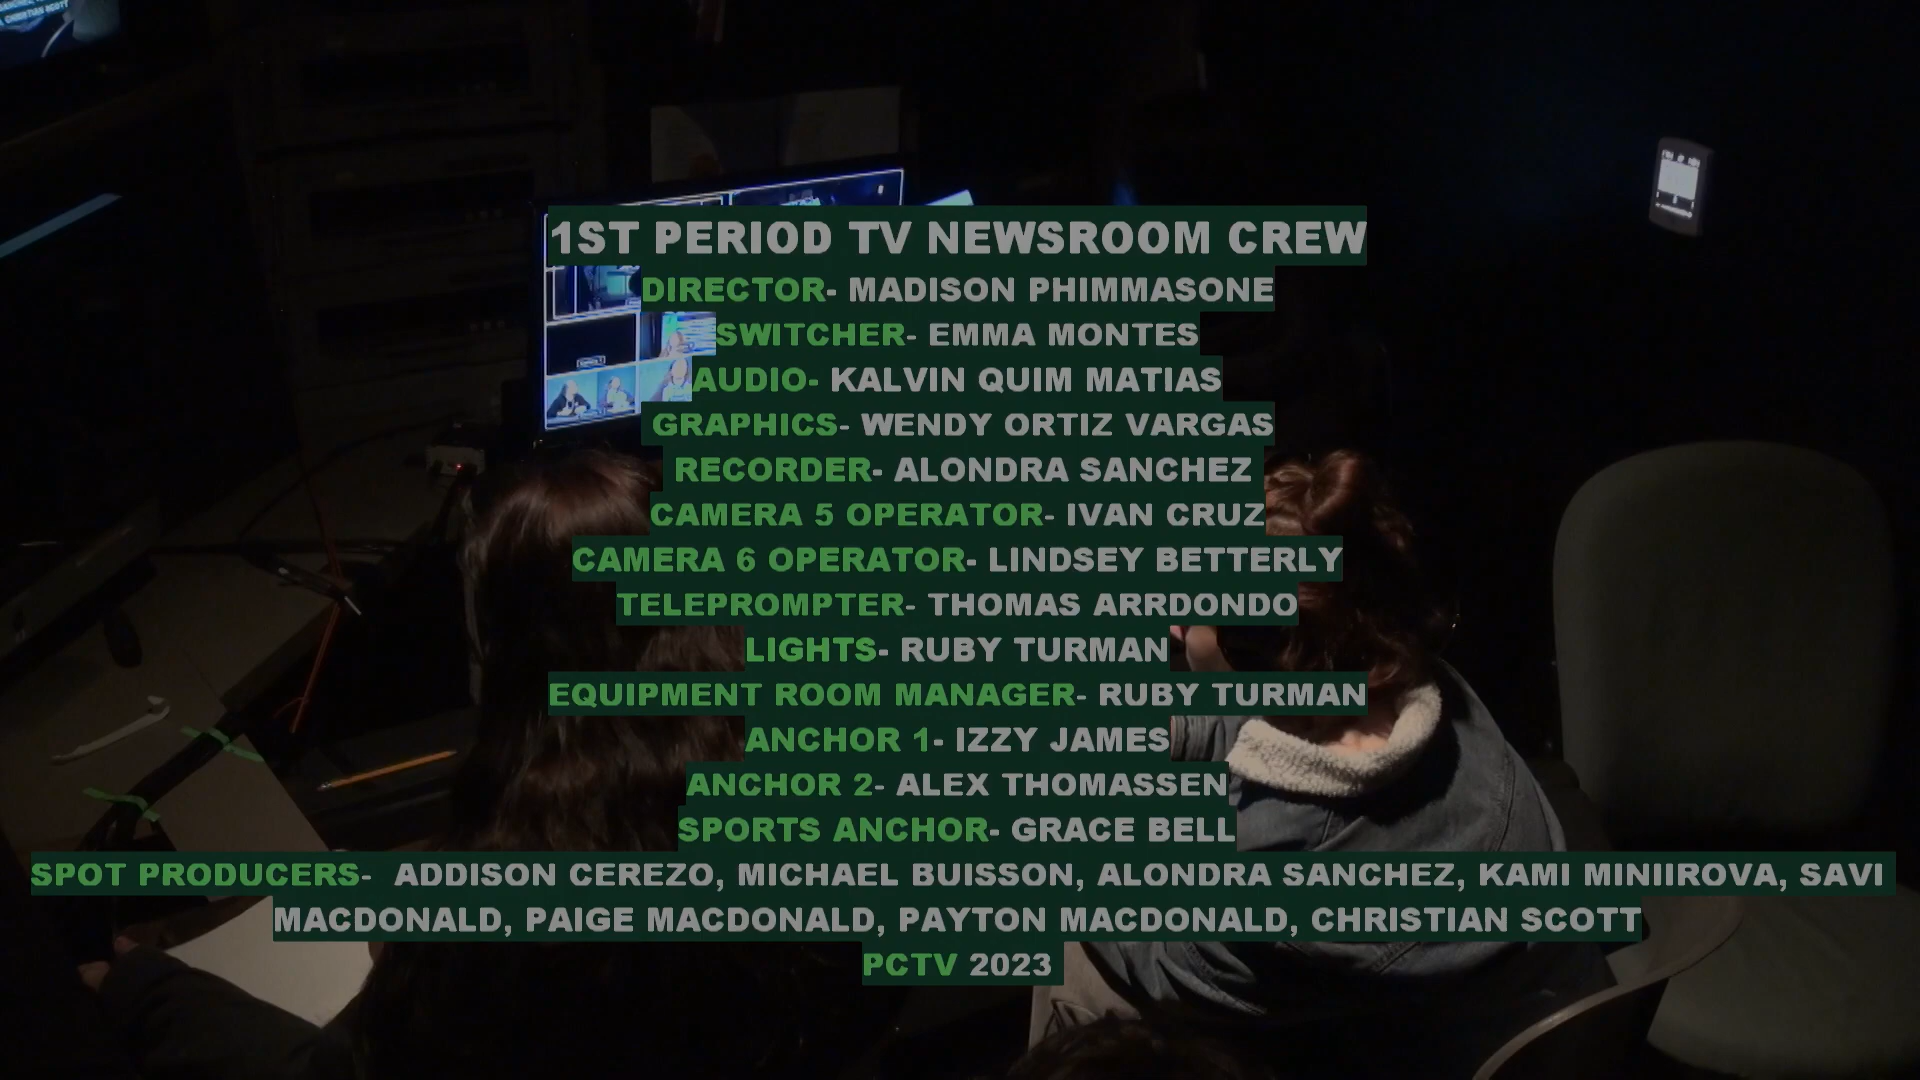 1ST PERIOD TV NEWSROOM CREW
DIRECTOR- MADISON PHIMMASONE
SWITCHER- EMMA MONTES
AUDIO- KALVIN QUIM MATIAS
GRAPHICS- WENDY ORTIZ VARGAS
RECORDER- ALONDRA SANCHEZ
CAMERA 5 OPERATOR- IVAN CRUZ
CAMERA 6 OPERATOR- LINDSEY BETTERLY
TELEPROMPTER- THOMAS ARRDONDO
LIGHTS- RUBY TURMAN
EQUIPMENT ROOM MANAGER- RUBY TURMAN
ANCHOR 1- IZZY JAMES
ANCHOR 2- ALEX THOMASSEN
SPORTS ANCHOR- GRACE BELL
SPOT PRODUCERS- ADDISON CEREZO, MICHAEL BUISSON, ALONDRA SANCHEZ, KAMI MINIIROVA, SAVI
MACDONALD, PAIGE MACDONALD, PAYTON MACDONALD, CHRISTIAN SCOTT
PCTV 2023